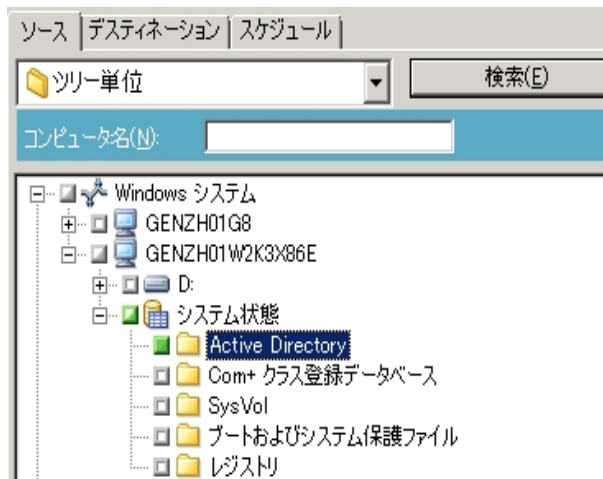 ソース デスティネーション スケジュール
ツリー単位 検索(E)
コンピュータ名(N):
Windows システム
GENZH01G8
GENZH01W2K3X86E
D:
システム状態
Active Directory
Com+ クラス登録データベース
SysVol
ブートおよびシステム保護ファイル
レジストリ